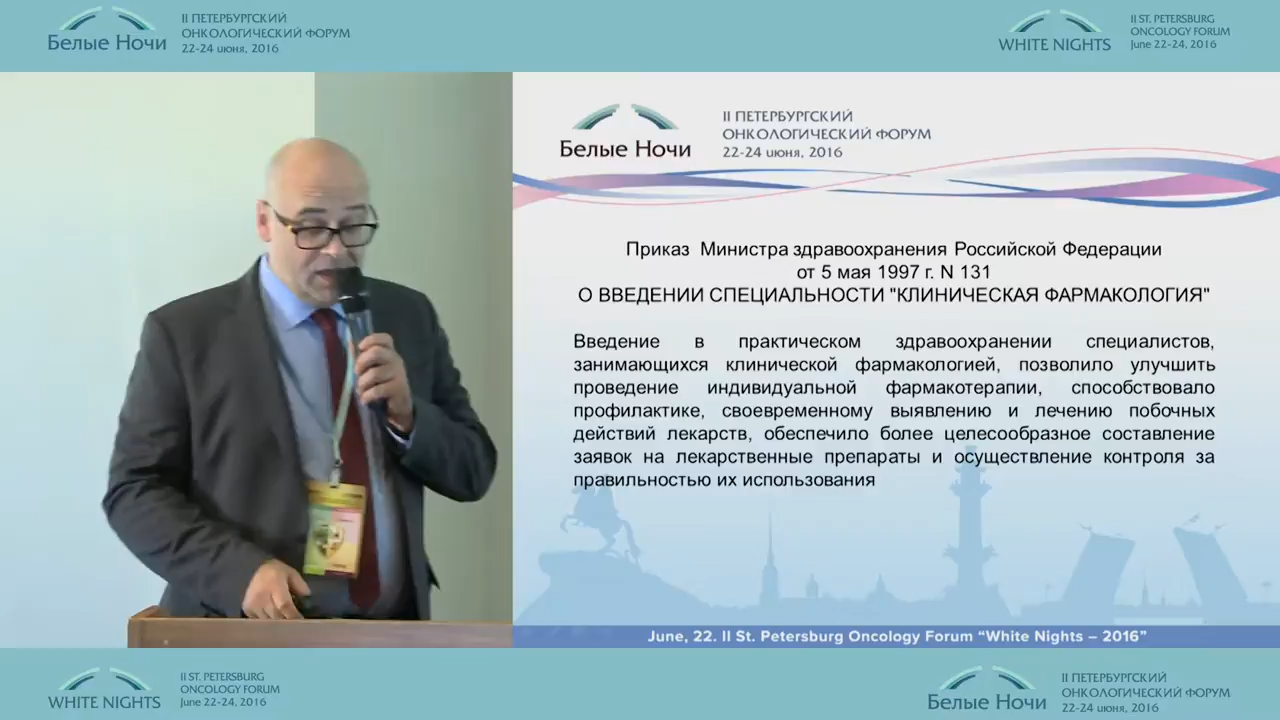 Белые Ночи
II ПЕТЕРБУРГСКИЙ
ОНКОЛОГИЧЕСКИЙ ФОРУМ
22-24 июня, 2016
WHITE NIGHTS
II ST. PETERSBURG
ONCOLOGY FORUM
June 22-24, 2016
Белые Ночи
II ПЕТЕРБУРГСКИЙ
ОНКОЛОГИЧЕСКИЙ ФОРУМ
22-24 июня, 2016
Приказ Министра здравоохранения Российской Федерации
от 5 мая 1997 г. N 131
О ВВЕДЕНИИ СПЕЦИАЛЬНОСТИ "КЛИНИЧЕСКАЯ ФАРМАКОЛОГИЯ"
Введение в практическом здравоохранении специалистов,
занимающихся клинической фармакологией, позволило улучшить
проведение индивидуальной фармакотерапии, способствовало
профилактике, своевременному выявлению и лечению побочных
действий лекарств, обеспечило более целесообразное составление
заявок на лекарственные препараты и осуществление контроля за
правильностью их использования
June, 22. II St. Petersburg Oncology Forum “White Nights – 2016”
WHITE NIGHTS
II ST. PETERSBURG
ONCOLOGY FORUM
June 22-24, 2016
Белые Ночи
II ПЕТЕРБУРГСКИЙ
ОНКОЛОГИЧЕСКИЙ ФОРУМ
22-24 июня, 2016